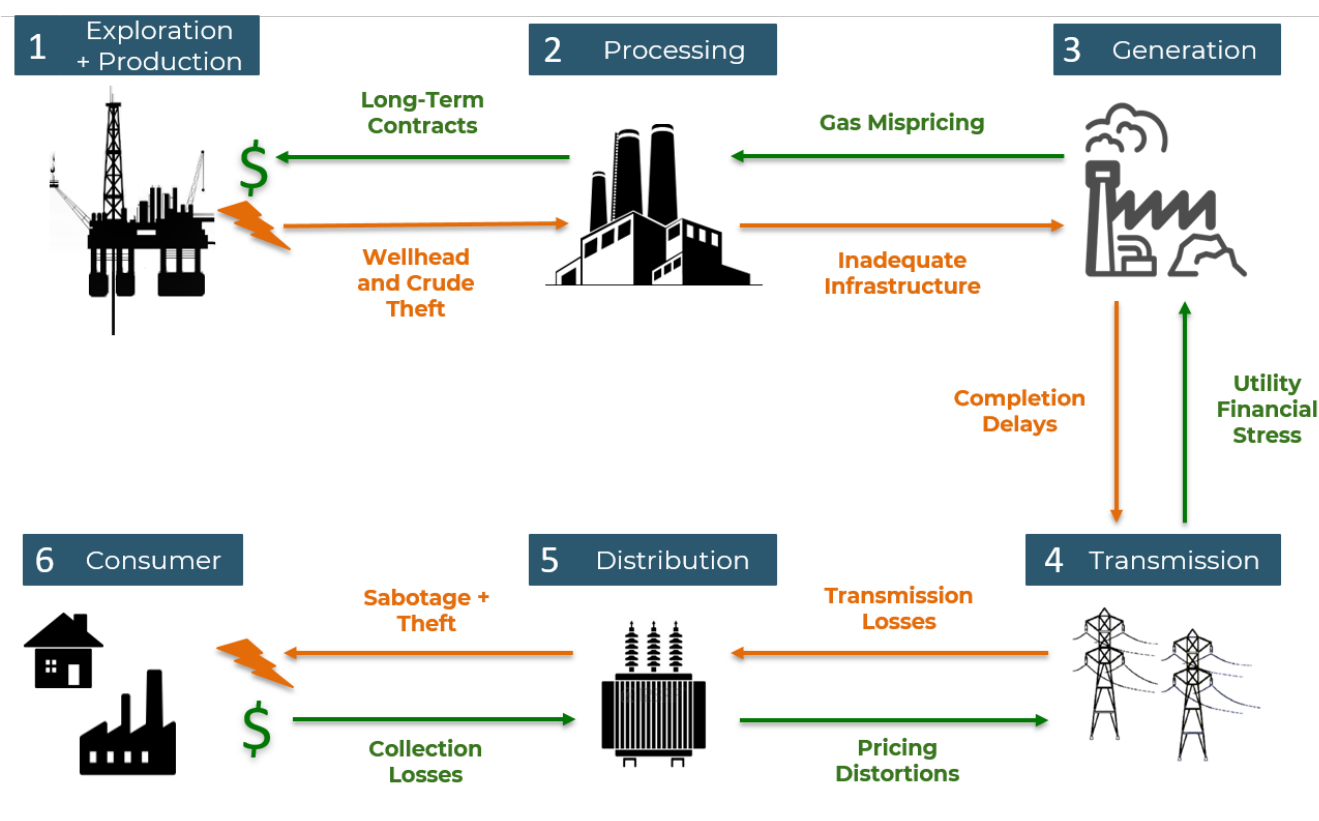 1 Exploration
+ Production
2 Processing
3 Generation
Long-Term
Contracts
Gas Mispricing
$
Wellhead
and Crude
Theft
Inadequate
Infrastructure
Completion
Delays
Utility
Financial
Stress
6 Consumer
5 Distribution
4 Transmission
Sabotage +
Theft
Transmission
Losses
$
Collection
Losses
Pricing
Distortions